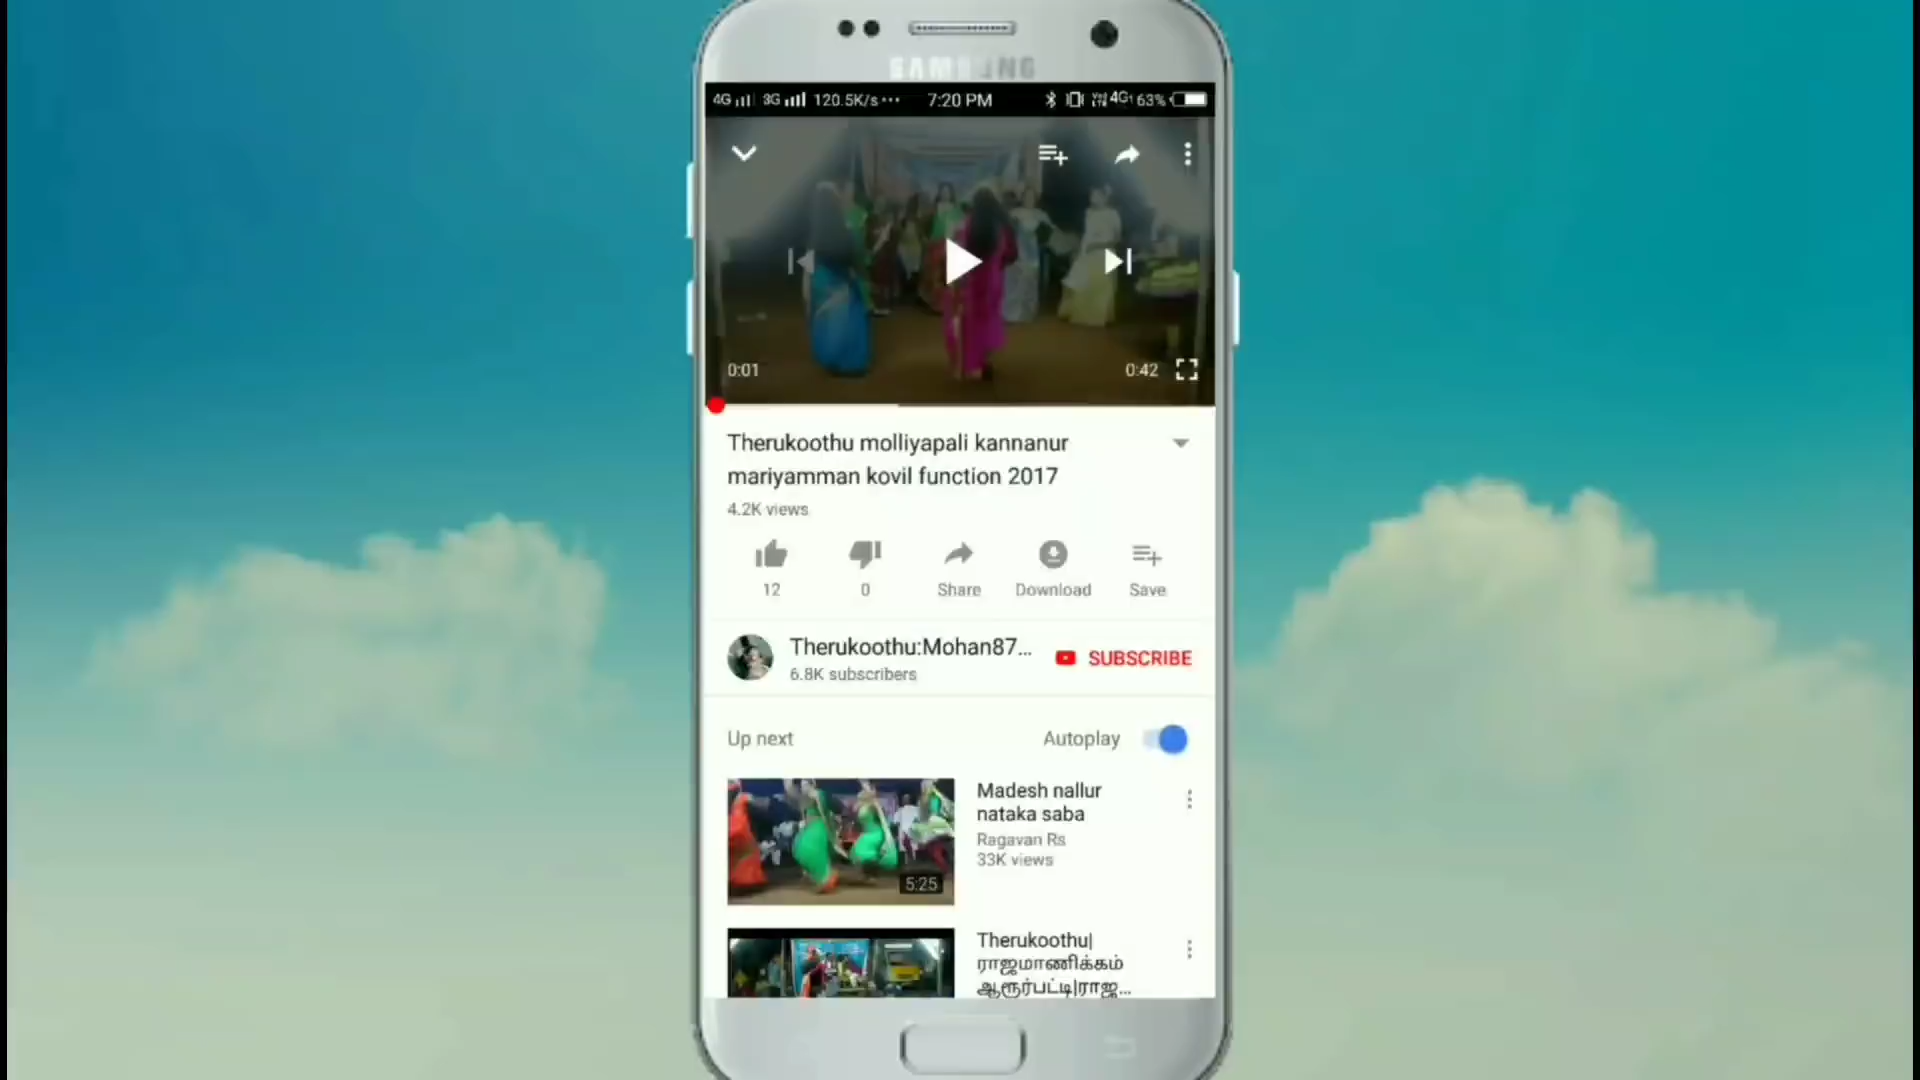 SAMSUNG
4G 3G 120.5K/s... 7:20 PM 4G 63%
0:01 0:42
Therukoothu molliyapali kannanur
mariyamman kovil function 2017
4.2K views
12 0 Share Download Save
Therukoothu:Mohan87...
6.8K subscribers
SUBSCRIBE
Up next Autoplay
Madesh nallur
nataka saba
Ragavan Rs
33K views
5:25
Therukoothu|
ராஜமாணிக்கம்
ஆரூர்பட்டி|ராஜ...